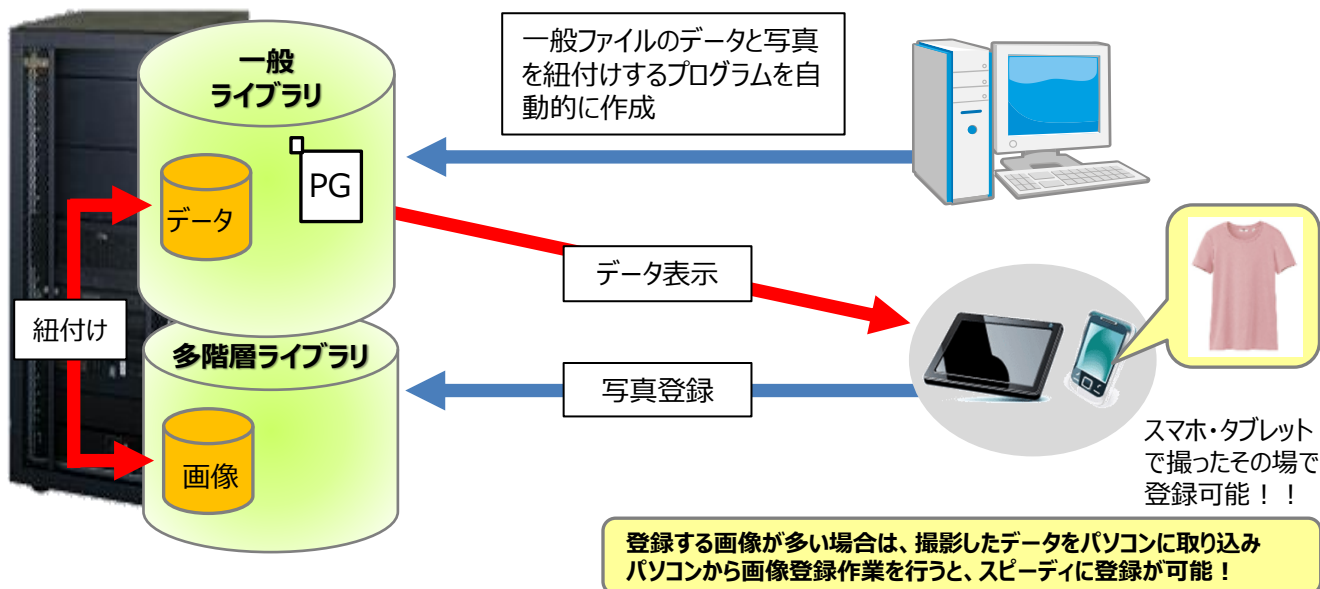 一般
ライブラリ
一般ファイルのデータと写真
を紐付けするプログラムを自
動的に作成
PG
データ
データ表示
紐付け
多階層ライブラリ
写真登録
画像
スマホ・タブレット
で撮ったその場で
登録可能！！
登録する画像が多い場合は、撮影したデータをパソコンに取り込み
パソコンから画像登録作業を行うと、スピーディに登録が可能！